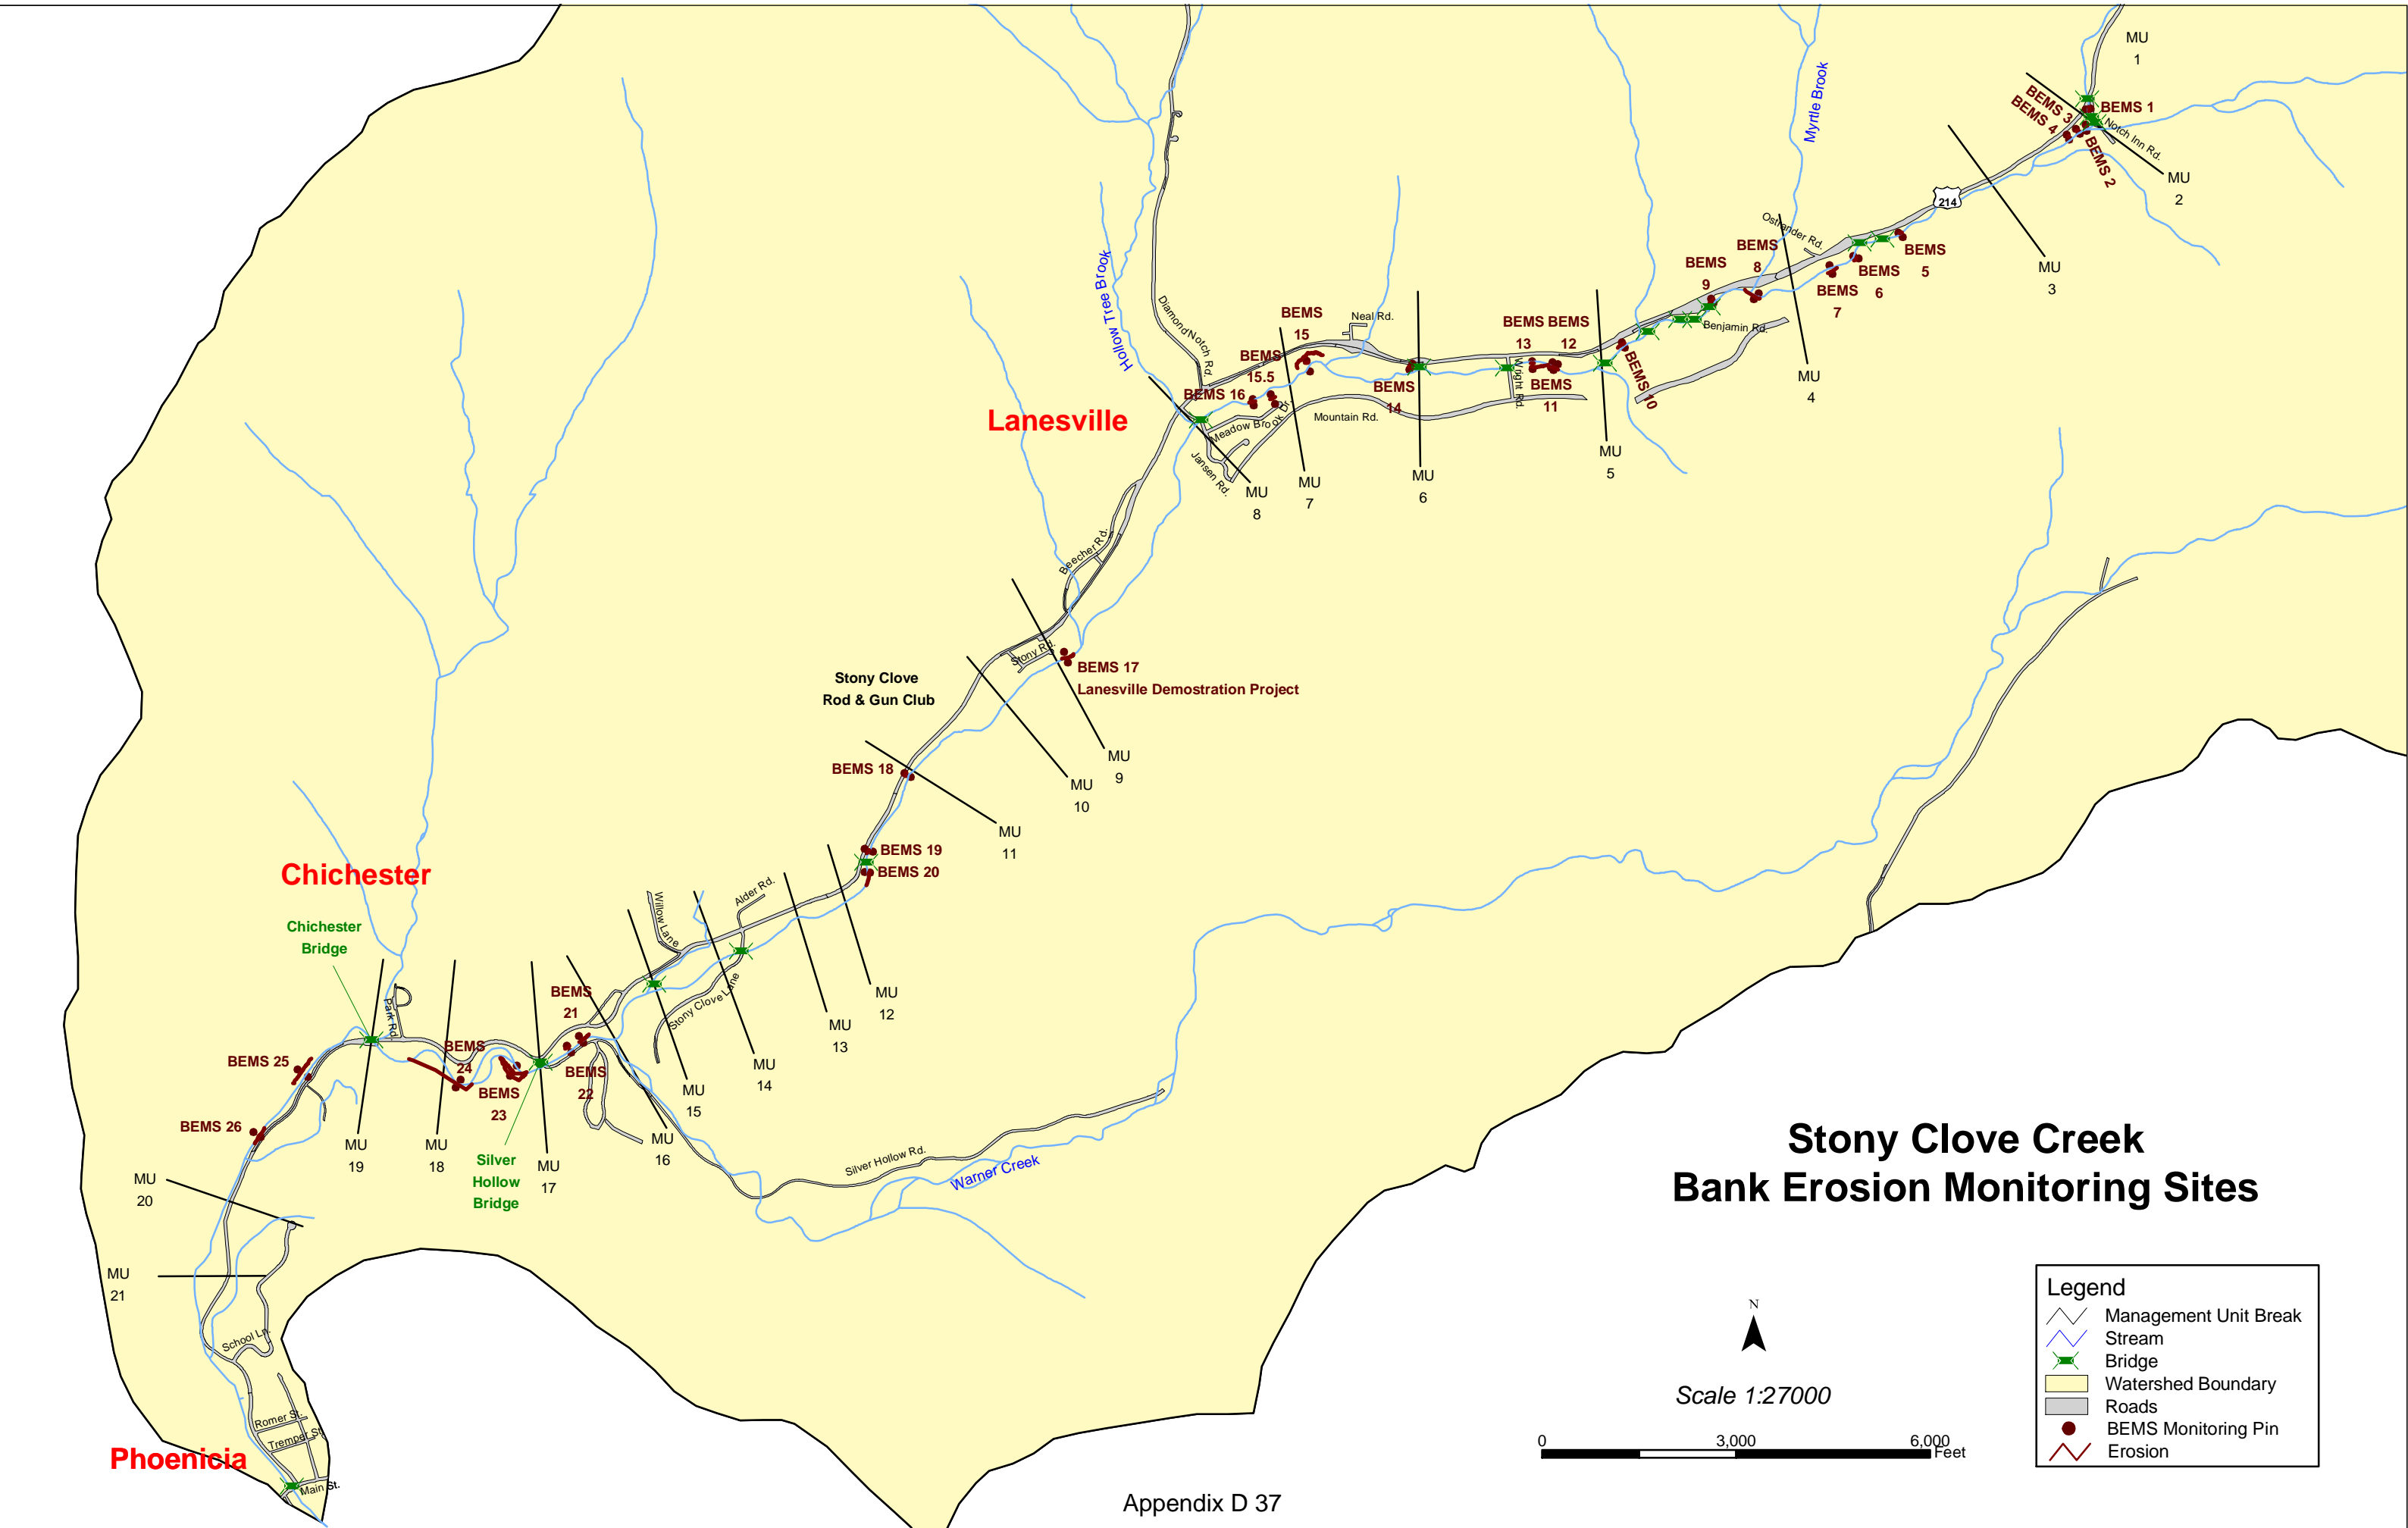 MU
1
BEMS 1
BEMS 3
BEMS 4
Notch Inn Rd.
BEMS 2
MU
2
Myrtle Brook
214
MU
3
Ostrander Rd.
BEMS
5
BEMS
6
BEMS
7
BEMS
8
BEMS
9
Benjamin Rd.
MU
4
BEMS 10
Hollow Tree Brook
Diamond Notch Rd.
BEMS
15
Neal Rd.
BEMS BEMS
13 12
BEMS
15.5
BEMS 16
BEMS
14
Wright Rd.
BEMS
11
Mountain Rd.
Meadow Brook Dr.
Jansen Rd.
Lanesville
MU
5
MU
6
MU
7
MU
8
Beecher Rd.
Stony Rd.
BEMS 17
Lanesville Demostration Project
Stony Clove
Rod & Gun Club
MU
9
MU
10
BEMS 18
MU
11
BEMS 19
BEMS 20
Chichester
Chichester
Bridge
Willow Lane
Alder Rd.
Stony Clove Lane
MU
12
MU
13
MU
14
MU
15
BEMS
21
BEMS
22
MU
16
Park Rd.
BEMS
24
BEMS
23
BEMS 25
BEMS 26
MU
19
MU
18
Silver
Hollow
Bridge
MU
17
Silver Hollow Rd.
Warner Creek
MU
20
MU
21
School Ln.
Romer St.
Tremper St.
Phoenicia
Main St.
Stony Clove Creek
Bank Erosion Monitoring Sites
N
Scale 1:27000
0 3,000 6,000
Feet
Legend
Management Unit Break
Stream
Bridge
Watershed Boundary
Roads
BEMS Monitoring Pin
Erosion
Appendix D 37